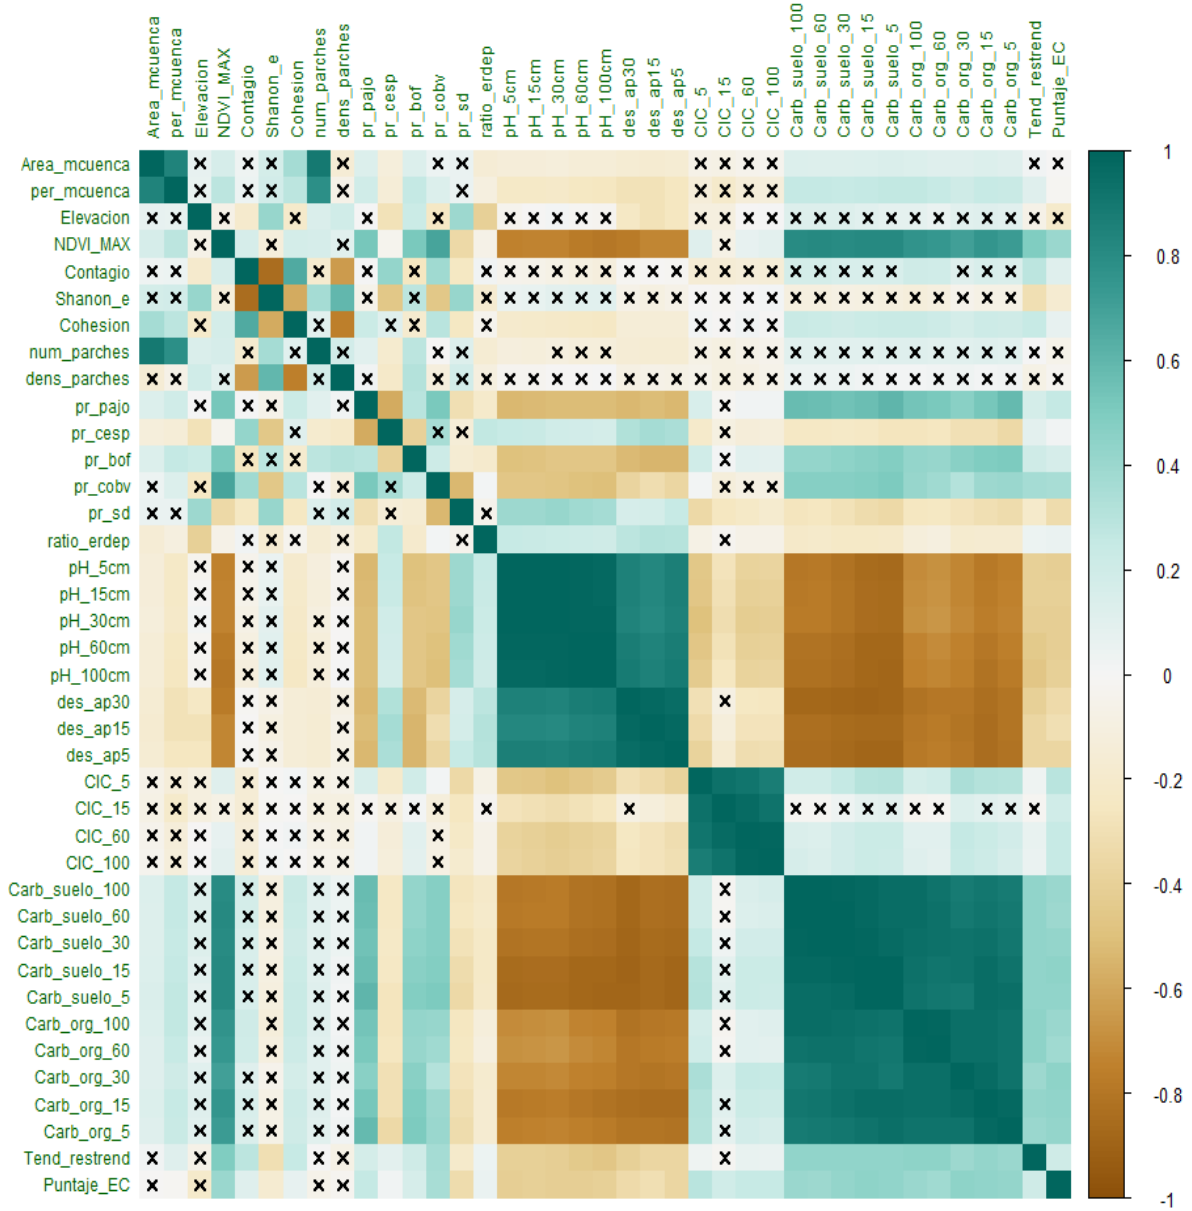 Area_mcuenca
per_mcuenca
Elevacion
NDVI_MAX
Contagio
Shanon_e
Cohesion
num_parches
dens_parches
pr_pajo
pr_cesp
pr_bof
pr_cobv
pr_sd
ratio_erdep
pH_5cm
pH_15cm
pH_30cm
pH_60cm
pH_100cm
des_ap30
des_ap15
des_ap5
CIC_5
CIC_15
CIC_60
CIC_100
Carb_suelo_100
Carb_suelo_60
Carb_suelo_30
Carb_suelo_15
Carb_suelo_5
Carb_org_100
Carb_org_60
Carb_org_30
Carb_org_15
Carb_org_5
Tend_restrend
Puntaje_EC
Area_mcuenca
per_mcuenca
Elevacion
NDVI_MAX
Contagio
Shanon_e
Cohesion
num_parches
dens_parches
pr_pajo
pr_cesp
pr_bof
pr_cobv
pr_sd
ratio_erdep
pH_5cm
pH_15cm
pH_30cm
pH_60cm
pH_100cm
des_ap30
des_ap15
des_ap5
CIC_5
CIC_15
CIC_60
CIC_100
Carb_suelo_100
Carb_suelo_60
Carb_suelo_30
Carb_suelo_15
Carb_suelo_5
Carb_org_100
Carb_org_60
Carb_org_30
Carb_org_15
Carb_org_5
Tend_restrend
Puntaje_EC
1
0.8
0.6
0.4
0.2
0
-0.2
-0.4
-0.6
-0.8
-1